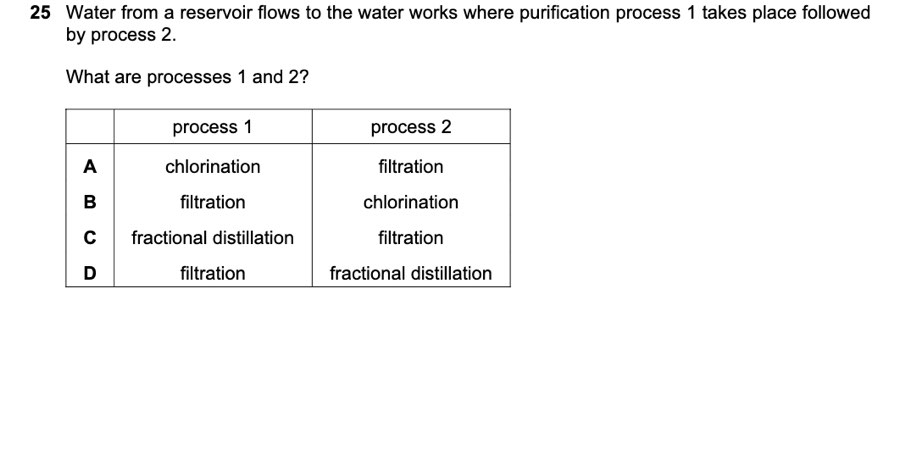 25 Water from a reservoir flows to the water works where purification process 1 takes place followed
by process 2.
What are processes 1 and 2?
process 1 process 2
A chlorination filtration
B filtration chlorination
C fractional distillation filtration
D filtration fractional distillation